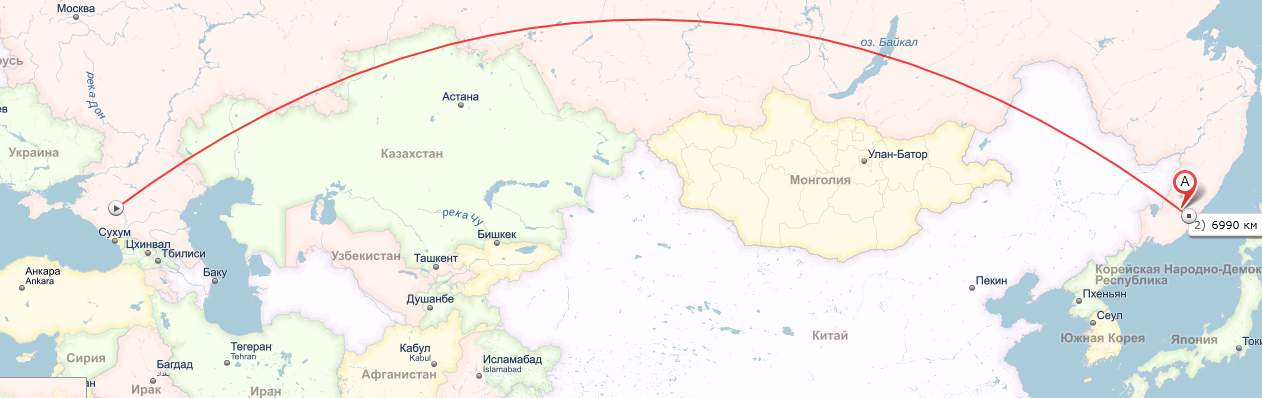 Москва
оз. Байкал
река Дон
Астана
Украина
Казахстан
Улан-Батор
Монголия
A
река Чу
2) 6990 км
Сухум
Цхинвал
Тбилиси
Бишкек
Узбекистан
Ташкент
Анкара
Ankara
Баку
Пекин
Корейская Народно-Демок
Республика
Душанбе
Пхеньян
Сеул
Китай
Южная Корея
Япония
Токи
Сирия
Тегеран
Tehran
Кабул
Kabul
Исламабад
Islamabad
Багдад
Афганистан
Ирак
Иран